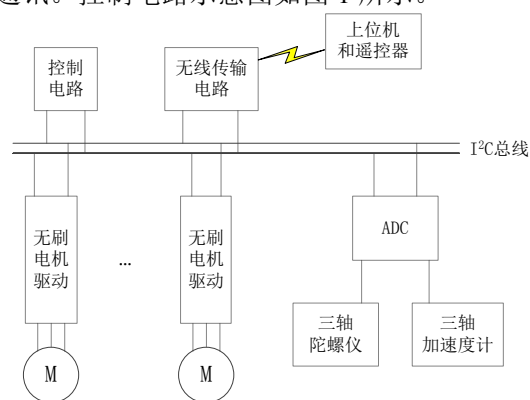 通讯。控制电路示意图如图1所示。
上位机
和遥控器
控制
电路
无线传输
电路
I²C总线
无刷
电机
驱动
...
无刷
电机
驱动
ADC
三轴
陀螺仪
三轴
加速度计
M
M